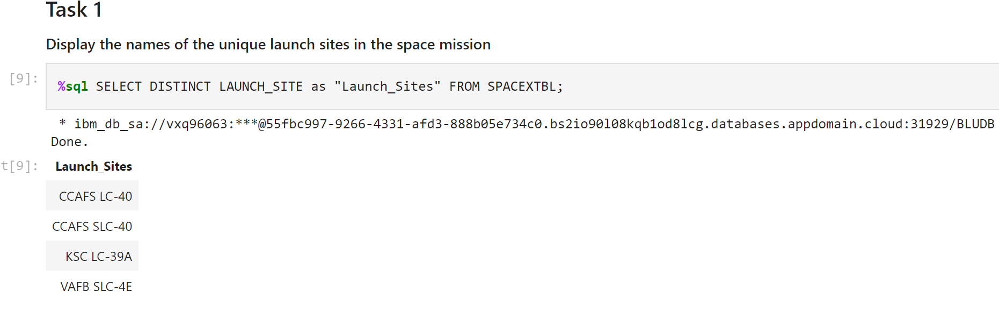 Task 1
Display the names of the unique launch sites in the space mission
[9]:
%sql SELECT DISTINCT LAUNCH_SITE as "Launch_Sites" FROM SPACEXTBL;
* ibm_db_sa://vxq96063:***@55fbc997-9266-4331-afd3-888b05e734c0.bs2io90l08kqb1od8lcg.databases.appdomain.cloud:31929/BLUDB
Done.
t[9]:
Launch_Sites
CCAFS LC-40
CCAFS SLC-40
KSC LC-39A
VAFB SLC-4E